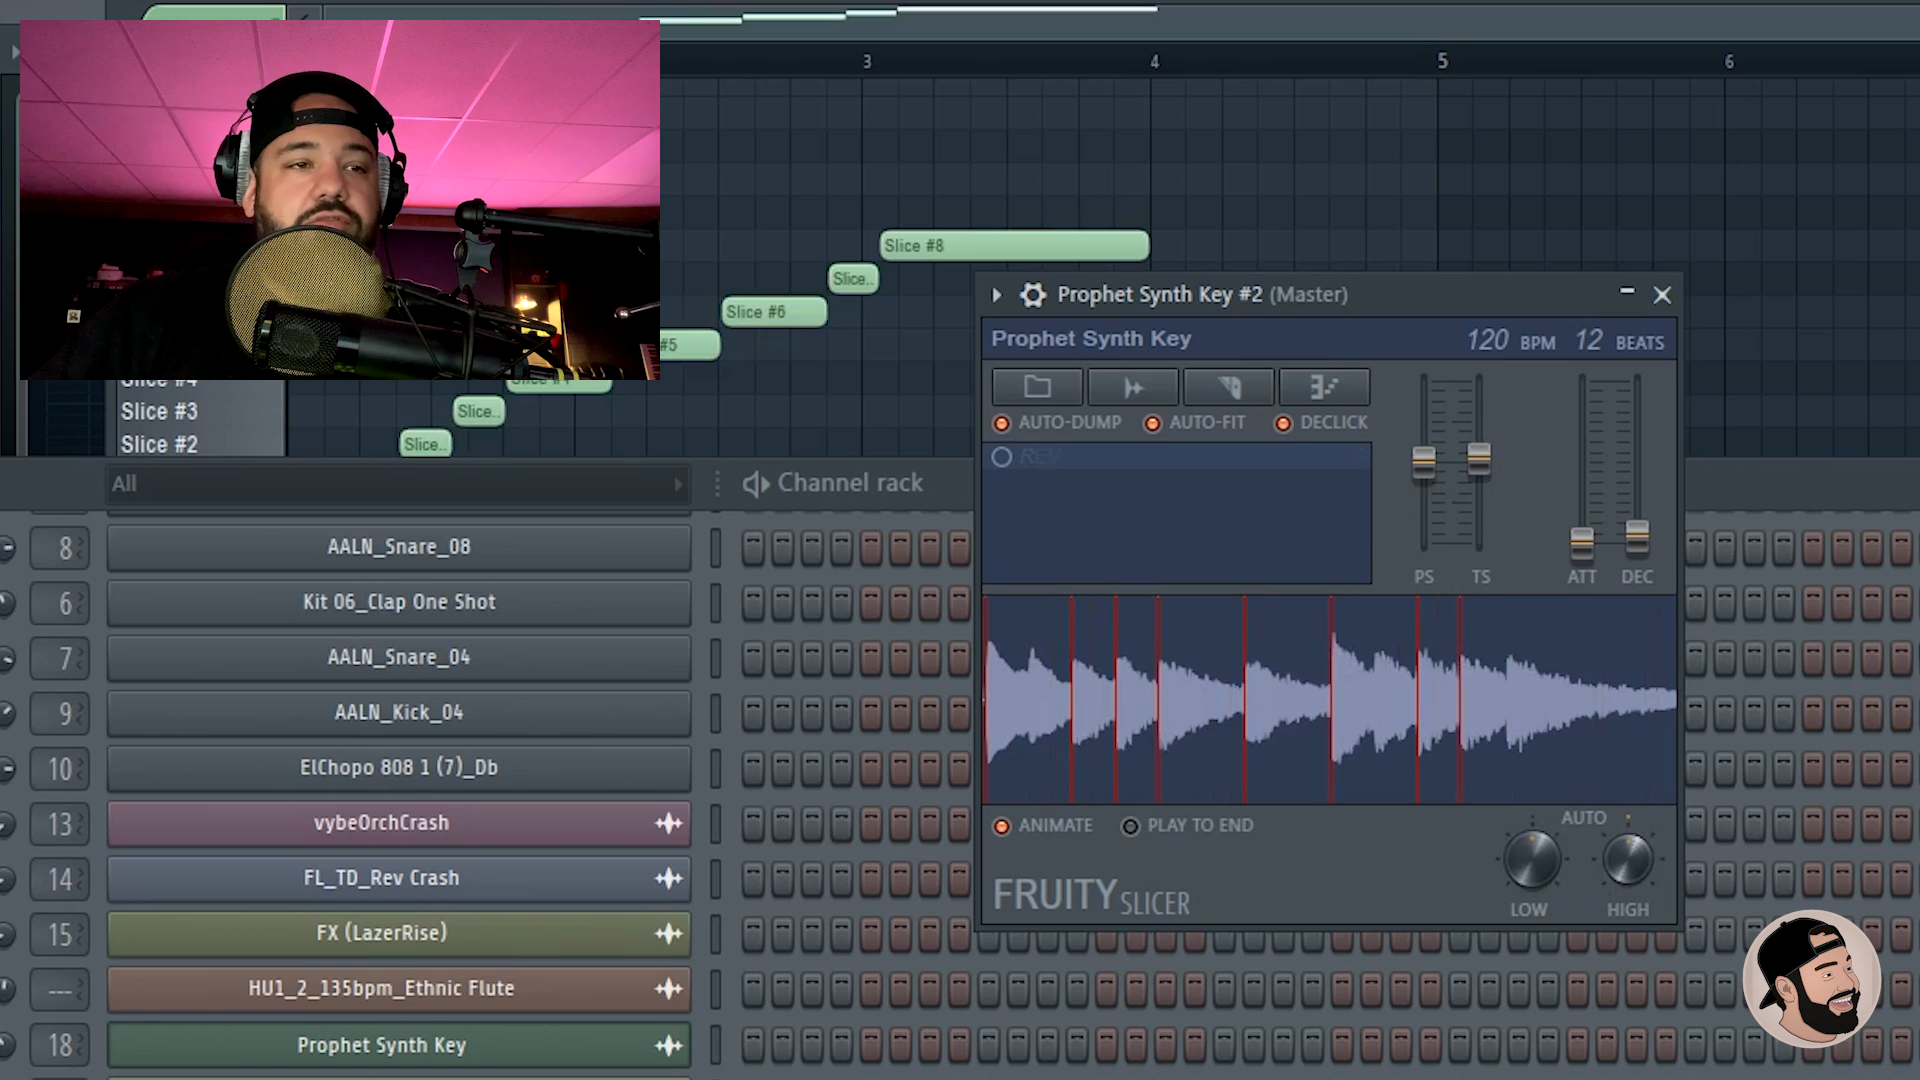 3
4
5
6
Slice #8
Slice..
Slice #6
#5
Slice #4
Slice #3
Slice..
Slice #2
Slice..
Prophet Synth Key #2 (Master)
Prophet Synth Key
120 BPM 12 BEATS
AUTO-DUMP
AUTO-FIT
DECLICK
REV
PS
TS
ATT
DEC
ANIMATE
PLAY TO END
AUTO
LOW
HIGH
FRUITY SLICER
All
Channel rack
8
AALN_Snare_08
6
Kit 06_Clap One Shot
7
AALN_Snare_04
9
AALN_Kick_04
10
ElChopo 808 1 (7)_Db
13
vybeOrchCrash
14
FL_TD_Rev Crash
15
FX (LazerRise)
---
HU1_2_135bpm_Ethnic Flute
18
Prophet Synth Key